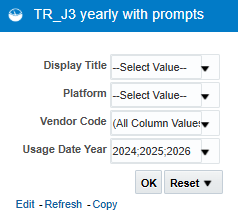 TR_J3 yearly with prompts
Display Title --Select Value--
Platform --Select Value--
Vendor Code (All Column Values
Usage Date Year 2024;2025;2026
OK Reset
Edit - Refresh - Copy